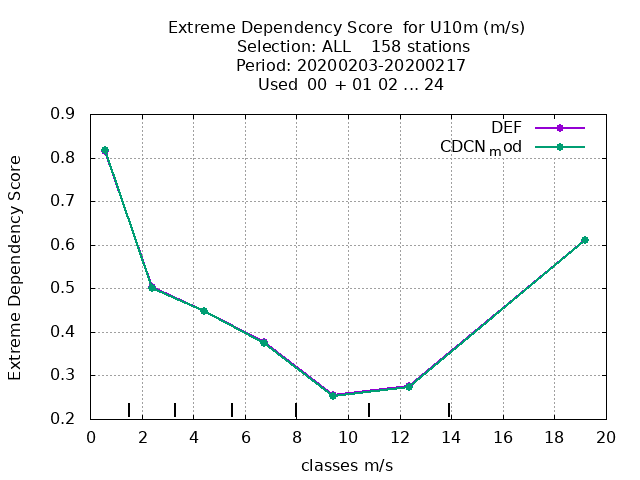 Extreme Dependency Score  for U10m (m/s)
Selection: ALL    158 stations
Period: 20200203-20200217
Used  00 + 01 02 ... 24
Extreme Dependency Score
0.9
0.8
0.7
0.6
0.5
0.4
0.3
0.2
DEF
CDCNmod
0 2 4 6 8 10 12 14 16 18 20
classes m/s